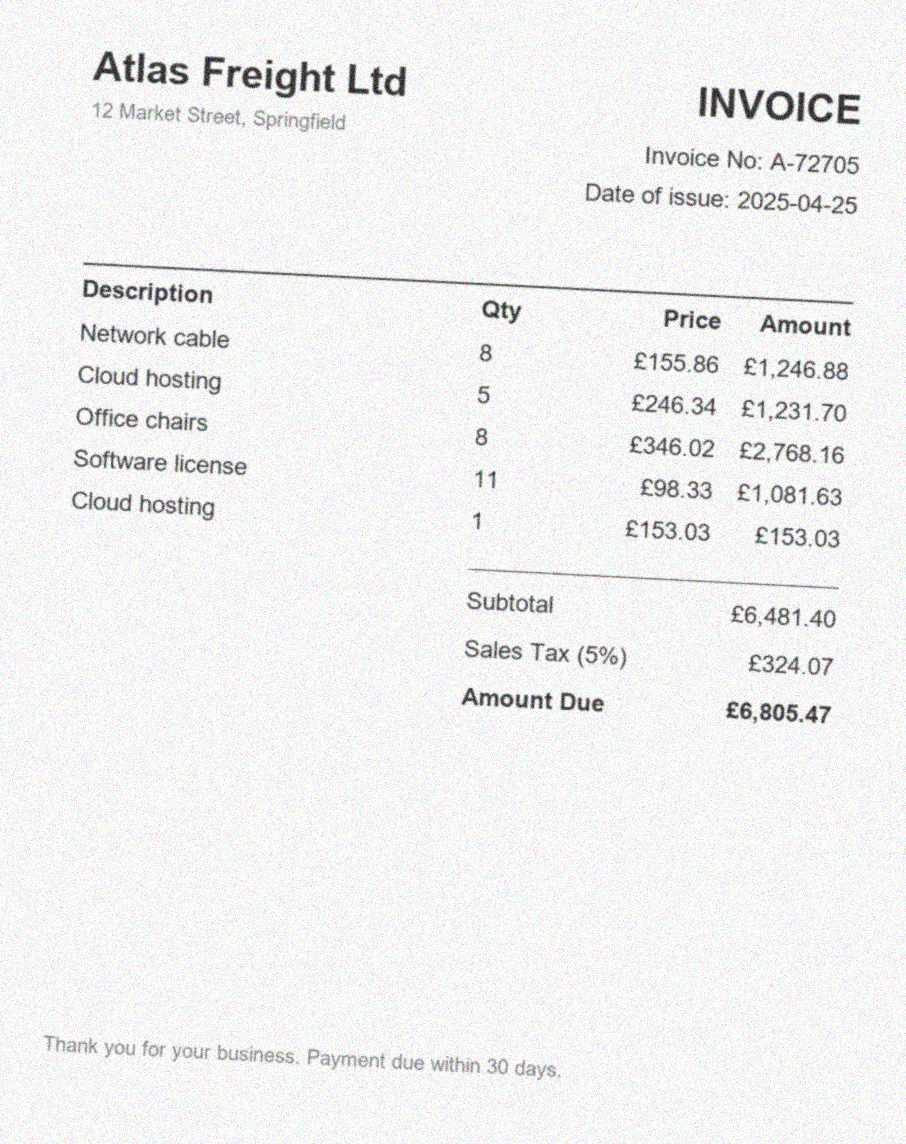 Atlas Freight Ltd
12 Market Street, Springfield
INVOICE
Invoice No: A-72705
Date of issue: 2025-04-25
Description Qty Price Amount
Network cable 8 £155.86 £1,246.88
Cloud hosting 5 £246.34 £1,231.70
Office chairs 8 £346.02 £2,768.16
Software license 11 £98.33 £1,081.63
Cloud hosting 1 £153.03 £153.03
Subtotal £6,481.40
Sales Tax (5%) £324.07
Amount Due £6,805.47
Thank you for your business. Payment due within 30 days.